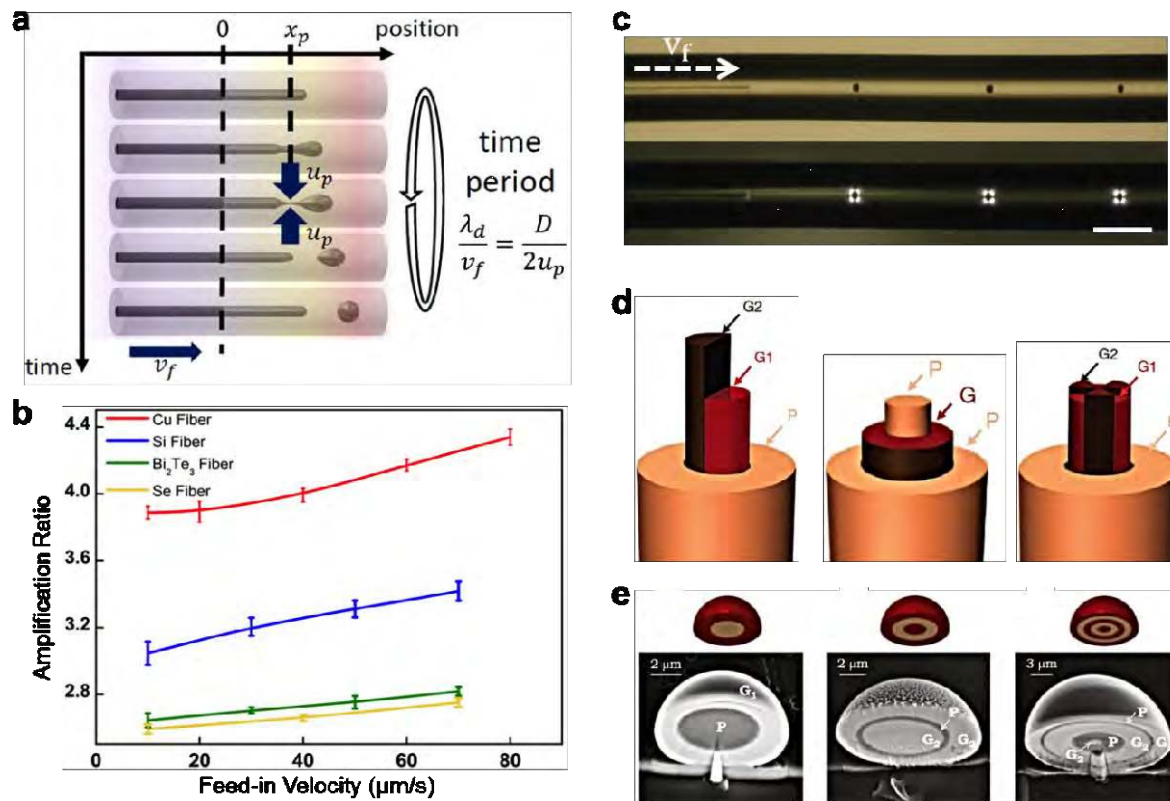 a
0
x_p
position
u_p
u_p
time
period
λ_d / v_f = D / 2u_p
time
v_f
b
Cu Fiber
Si Fiber
Bi₂Te₃ Fiber
Se Fiber
4.4
4.0
3.6
3.2
2.8
Amplification Ratio
0
20
40
60
80
100
Feed-in Velocity (µm/s)
c
v_f
d
G2
G1
P
P
G
P
G2
G1
P
e
2 µm
G₁
P
2 µm
P
G₂
G₂
3 µm
P
P
G₂
G₂
G